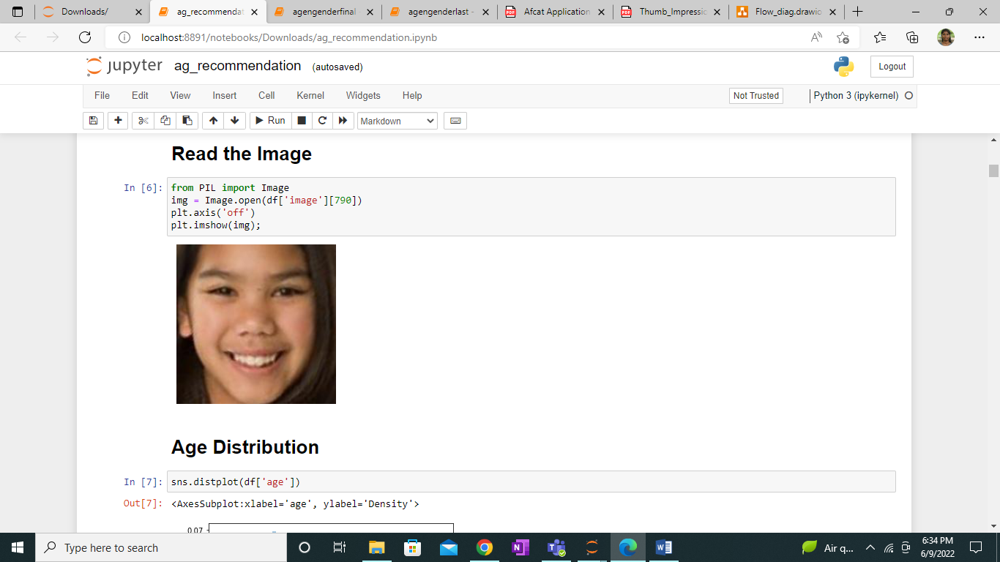 Downloads/
ag_recommendat
agengenderfinal
agengenderlast -
Afcat Application
Thumb_Impressic
Flow_diag.drawio
localhost:8891/notebooks/Downloads/ag_recommendation.ipynb
jupyter ag_recommendation (autosaved)
Logout
File Edit View Insert Cell Kernel Widgets Help
Not Trusted
Python 3 (ipykernel)
Run
Markdown
Read the Image
In [6]:
from PIL import Image
img = Image.open(df['image'][790])
plt.axis('off')
plt.imshow(img);
Age Distribution
In [7]: sns.distplot(df['age'])
Out[7]: <AxesSubplot:xlabel='age', ylabel='Density'>
0.07
Type here to search
Air q...
6:34 PM
6/9/2022